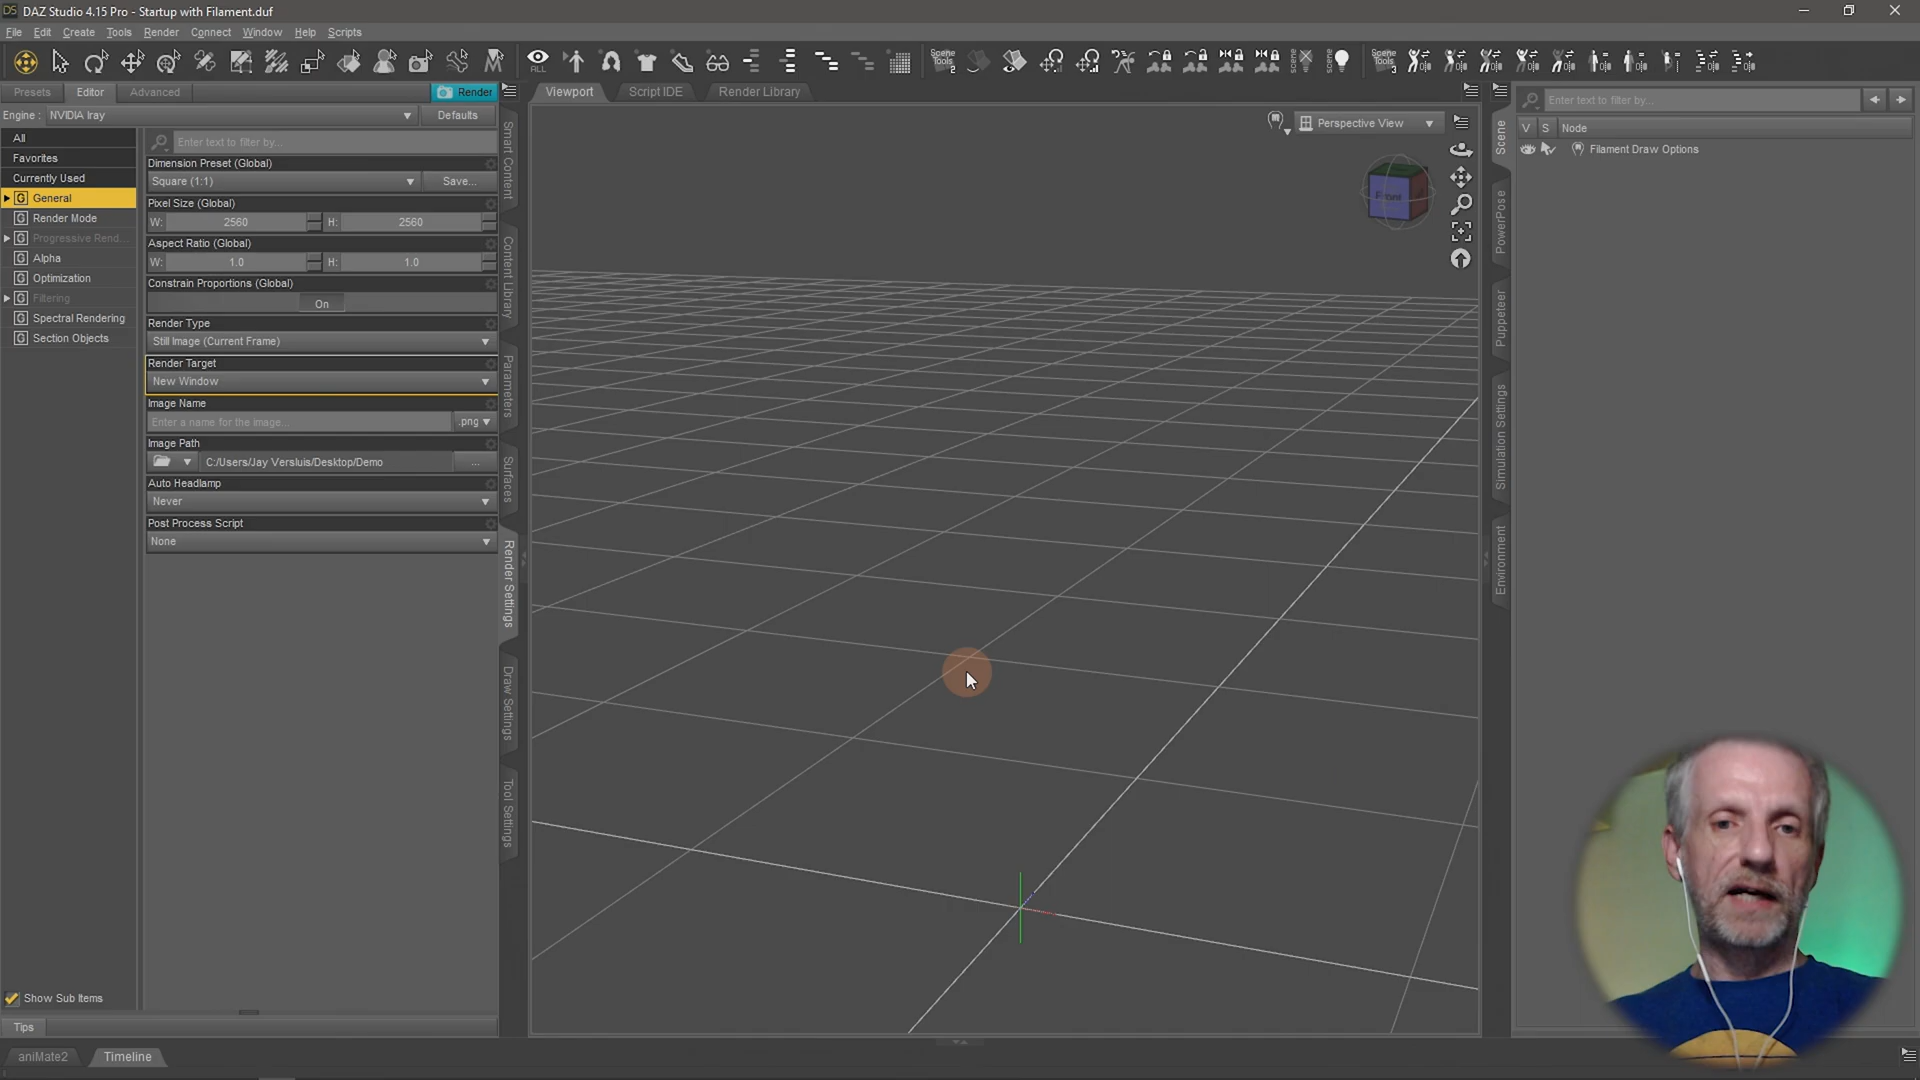 DAZ Studio 4.15 Pro - Startup with Filament.duf
File Edit Create Tools Render Connect Window Help Scripts
ALL
Scene Tools 2
Scene Tools 3
Presets Editor Advanced Render
Viewport Script IDE Render Library
Engine : NVIDIA Iray Defaults
All
Favorites
Currently Used
General
Render Mode
Progressive Rend...
Alpha
Optimization
Filtering
Spectral Rendering
Section Objects
Enter text to filter by...
Dimension Preset (Global)
Square (1:1) Save...
Pixel Size (Global)
W: 2560 H: 2560
Aspect Ratio (Global)
W: 1.0 H: 1.0
Constrain Proportions (Global)
On
Render Type
Still Image (Current Frame)
Render Target
New Window
Image Name
Enter a name for the image... .png
Image Path
C:/Users/Jay Versluis/Desktop/Demo ...
Auto Headlamp
Never
Post Process Script
None
Smart Content
Content Library
Parameters
Surfaces
Render Settings
Draw Settings
Tool Settings
Perspective View
Front
Scene
PowerPose
Puppeteer
Simulation Settings
Environment
Enter text to filter by...
V S Node
Filament Draw Options
Show Sub Items
Tips
aniMate2 Timeline